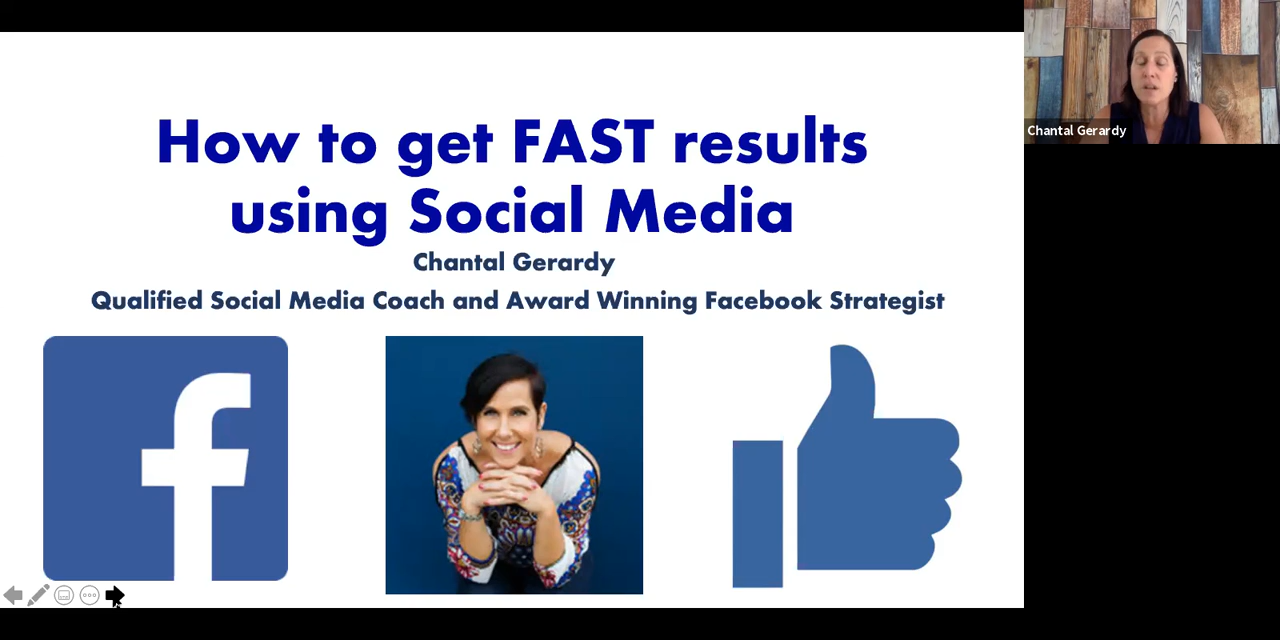 How to get FAST results
using Social Media
Chantal Gerardy
Qualified Social Media Coach and Award Winning Facebook Strategist
Chantal Gerardy